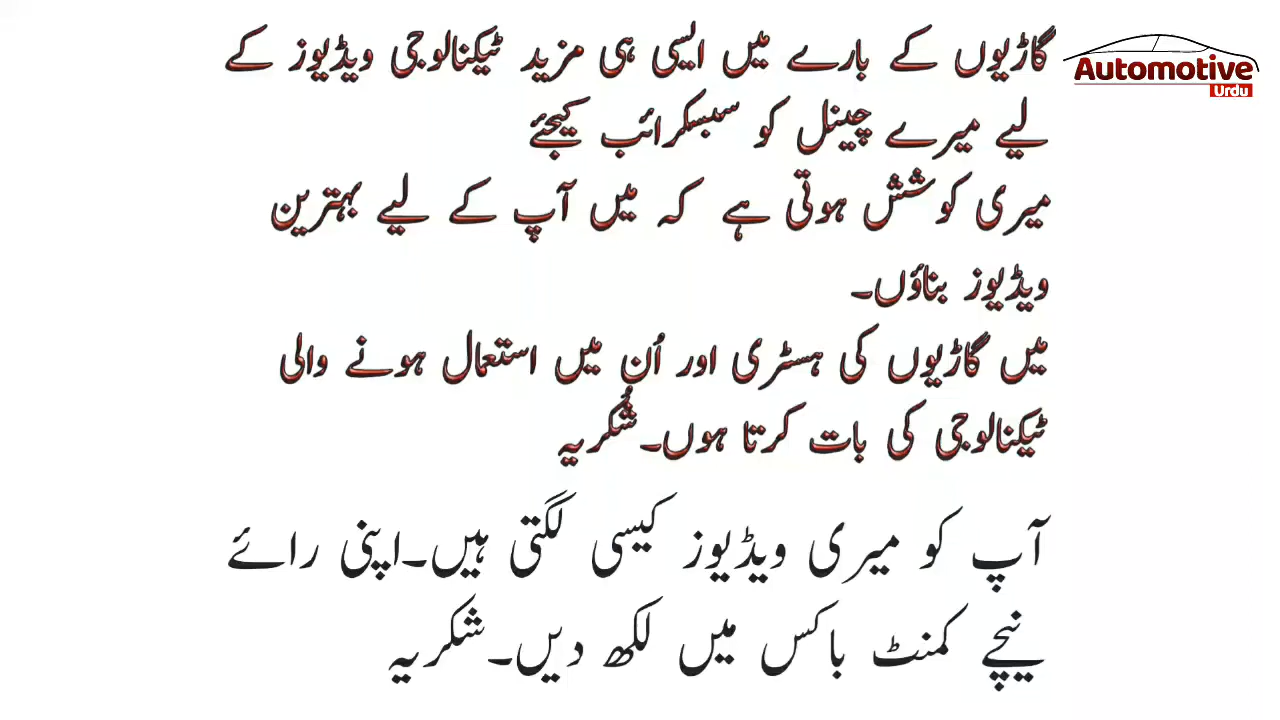 گاڑیوں کے بارے میں ایسی ہی مزید ٹیکنالوجی ویڈیوز کے
لیے میرے چینل کو سبسکرائب کیجئے
میری کوشش ہوتی ہے کہ میں آپ کے لیے بہترین
ویڈیوز بناؤں۔
میں گاڑیوں کی ہسٹری اور اُن میں استعمال ہونے والی
ٹیکنالوجی کی بات کرتا ہوں۔شُکریہ
آپ کو میری ویڈیوز کیسی لگتی ہیں۔اپنی رائے
نیچے کمنٹ باکس میں لکھ دیں۔شکریہ
Automotive
Urdu